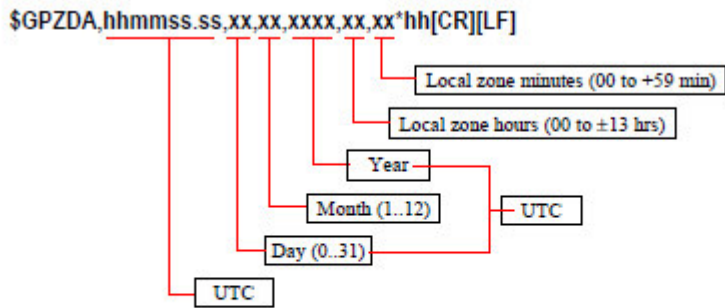 $GPZDA,hhmmss.ss,xx,xx,xxxx,xx,xx*hh[CR][LF]
Local zone minutes (00 to +59 min)
Local zone hours (00 to ±13 hrs)
Year
Month (1..12)
UTC
Day (0..31)
UTC